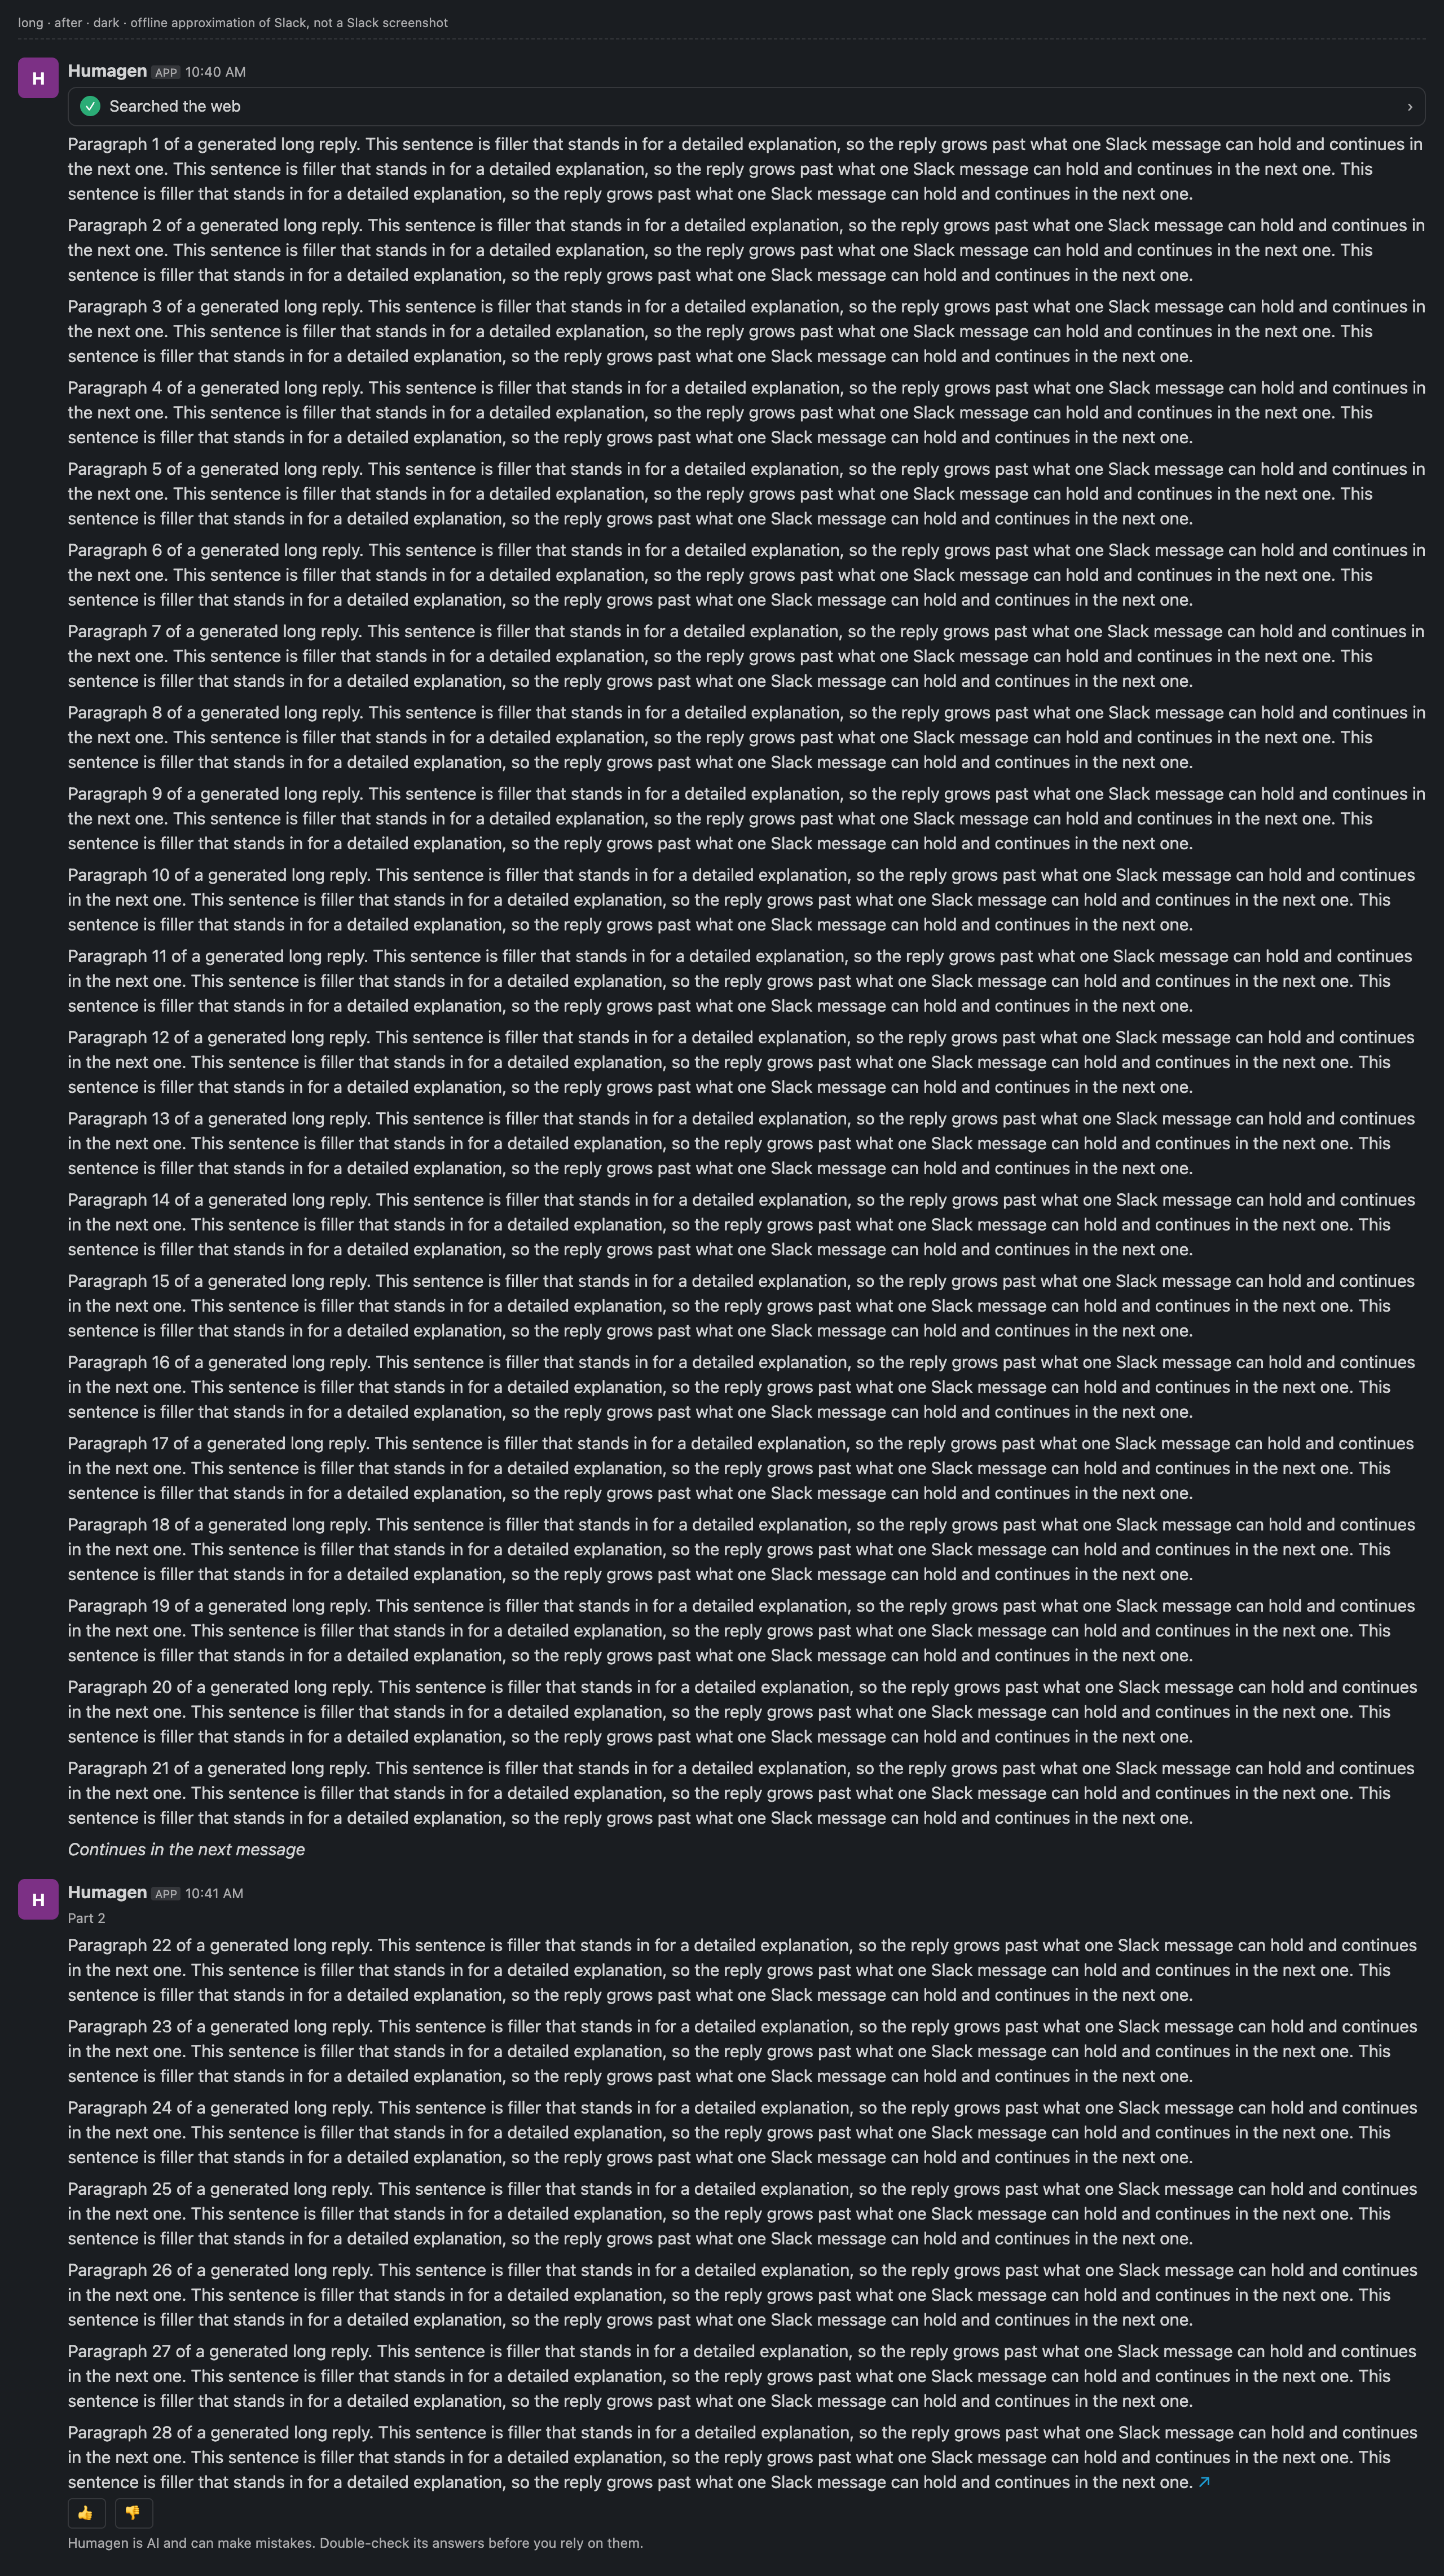 long · after · dark · offline approximation of Slack, not a Slack screenshot
H
Humagen APP 10:40 AM
Searched the web
Paragraph 1 of a generated long reply. This sentence is filler that stands in for a detailed explanation, so the reply grows past what one Slack message can hold and continues in
the next one. This sentence is filler that stands in for a detailed explanation, so the reply grows past what one Slack message can hold and continues in the next one. This
sentence is filler that stands in for a detailed explanation, so the reply grows past what one Slack message can hold and continues in the next one.
Paragraph 2 of a generated long reply. This sentence is filler that stands in for a detailed explanation, so the reply grows past what one Slack message can hold and continues in
the next one. This sentence is filler that stands in for a detailed explanation, so the reply grows past what one Slack message can hold and continues in the next one. This
sentence is filler that stands in for a detailed explanation, so the reply grows past what one Slack message can hold and continues in the next one.
Paragraph 3 of a generated long reply. This sentence is filler that stands in for a detailed explanation, so the reply grows past what one Slack message can hold and continues in
the next one. This sentence is filler that stands in for a detailed explanation, so the reply grows past what one Slack message can hold and continues in the next one. This
sentence is filler that stands in for a detailed explanation, so the reply grows past what one Slack message can hold and continues in the next one.
Paragraph 4 of a generated long reply. This sentence is filler that stands in for a detailed explanation, so the reply grows past what one Slack message can hold and continues in
the next one. This sentence is filler that stands in for a detailed explanation, so the reply grows past what one Slack message can hold and continues in the next one. This
sentence is filler that stands in for a detailed explanation, so the reply grows past what one Slack message can hold and continues in the next one.
Paragraph 5 of a generated long reply. This sentence is filler that stands in for a detailed explanation, so the reply grows past what one Slack message can hold and continues in
the next one. This sentence is filler that stands in for a detailed explanation, so the reply grows past what one Slack message can hold and continues in the next one. This
sentence is filler that stands in for a detailed explanation, so the reply grows past what one Slack message can hold and continues in the next one.
Paragraph 6 of a generated long reply. This sentence is filler that stands in for a detailed explanation, so the reply grows past what one Slack message can hold and continues in
the next one. This sentence is filler that stands in for a detailed explanation, so the reply grows past what one Slack message can hold and continues in the next one. This
sentence is filler that stands in for a detailed explanation, so the reply grows past what one Slack message can hold and continues in the next one.
Paragraph 7 of a generated long reply. This sentence is filler that stands in for a detailed explanation, so the reply grows past what one Slack message can hold and continues in
the next one. This sentence is filler that stands in for a detailed explanation, so the reply grows past what one Slack message can hold and continues in the next one. This
sentence is filler that stands in for a detailed explanation, so the reply grows past what one Slack message can hold and continues in the next one.
Paragraph 8 of a generated long reply. This sentence is filler that stands in for a detailed explanation, so the reply grows past what one Slack message can hold and continues in
the next one. This sentence is filler that stands in for a detailed explanation, so the reply grows past what one Slack message can hold and continues in the next one. This
sentence is filler that stands in for a detailed explanation, so the reply grows past what one Slack message can hold and continues in the next one.
Paragraph 9 of a generated long reply. This sentence is filler that stands in for a detailed explanation, so the reply grows past what one Slack message can hold and continues in
the next one. This sentence is filler that stands in for a detailed explanation, so the reply grows past what one Slack message can hold and continues in the next one. This
sentence is filler that stands in for a detailed explanation, so the reply grows past what one Slack message can hold and continues in the next one.
Paragraph 10 of a generated long reply. This sentence is filler that stands in for a detailed explanation, so the reply grows past what one Slack message can hold and continues
in the next one. This sentence is filler that stands in for a detailed explanation, so the reply grows past what one Slack message can hold and continues in the next one. This
sentence is filler that stands in for a detailed explanation, so the reply grows past what one Slack message can hold and continues in the next one.
Paragraph 11 of a generated long reply. This sentence is filler that stands in for a detailed explanation, so the reply grows past what one Slack message can hold and continues
in the next one. This sentence is filler that stands in for a detailed explanation, so the reply grows past what one Slack message can hold and continues in the next one. This
sentence is filler that stands in for a detailed explanation, so the reply grows past what one Slack message can hold and continues in the next one.
Paragraph 12 of a generated long reply. This sentence is filler that stands in for a detailed explanation, so the reply grows past what one Slack message can hold and continues
in the next one. This sentence is filler that stands in for a detailed explanation, so the reply grows past what one Slack message can hold and continues in the next one. This
sentence is filler that stands in for a detailed explanation, so the reply grows past what one Slack message can hold and continues in the next one.
Paragraph 13 of a generated long reply. This sentence is filler that stands in for a detailed explanation, so the reply grows past what one Slack message can hold and continues
in the next one. This sentence is filler that stands in for a detailed explanation, so the reply grows past what one Slack message can hold and continues in the next one. This
sentence is filler that stands in for a detailed explanation, so the reply grows past what one Slack message can hold and continues in the next one.
Paragraph 14 of a generated long reply. This sentence is filler that stands in for a detailed explanation, so the reply grows past what one Slack message can hold and continues
in the next one. This sentence is filler that stands in for a detailed explanation, so the reply grows past what one Slack message can hold and continues in the next one. This
sentence is filler that stands in for a detailed explanation, so the reply grows past what one Slack message can hold and continues in the next one.
Paragraph 15 of a generated long reply. This sentence is filler that stands in for a detailed explanation, so the reply grows past what one Slack message can hold and continues
in the next one. This sentence is filler that stands in for a detailed explanation, so the reply grows past what one Slack message can hold and continues in the next one. This
sentence is filler that stands in for a detailed explanation, so the reply grows past what one Slack message can hold and continues in the next one.
Paragraph 16 of a generated long reply. This sentence is filler that stands in for a detailed explanation, so the reply grows past what one Slack message can hold and continues
in the next one. This sentence is filler that stands in for a detailed explanation, so the reply grows past what one Slack message can hold and continues in the next one. This
sentence is filler that stands in for a detailed explanation, so the reply grows past what one Slack message can hold and continues in the next one.
Paragraph 17 of a generated long reply. This sentence is filler that stands in for a detailed explanation, so the reply grows past what one Slack message can hold and continues
in the next one. This sentence is filler that stands in for a detailed explanation, so the reply grows past what one Slack message can hold and continues in the next one. This
sentence is filler that stands in for a detailed explanation, so the reply grows past what one Slack message can hold and continues in the next one.
Paragraph 18 of a generated long reply. This sentence is filler that stands in for a detailed explanation, so the reply grows past what one Slack message can hold and continues
in the next one. This sentence is filler that stands in for a detailed explanation, so the reply grows past what one Slack message can hold and continues in the next one. This
sentence is filler that stands in for a detailed explanation, so the reply grows past what one Slack message can hold and continues in the next one.
Paragraph 19 of a generated long reply. This sentence is filler that stands in for a detailed explanation, so the reply grows past what one Slack message can hold and continues
in the next one. This sentence is filler that stands in for a detailed explanation, so the reply grows past what one Slack message can hold and continues in the next one. This
sentence is filler that stands in for a detailed explanation, so the reply grows past what one Slack message can hold and continues in the next one.
Paragraph 20 of a generated long reply. This sentence is filler that stands in for a detailed explanation, so the reply grows past what one Slack message can hold and continues
in the next one. This sentence is filler that stands in for a detailed explanation, so the reply grows past what one Slack message can hold and continues in the next one. This
sentence is filler that stands in for a detailed explanation, so the reply grows past what one Slack message can hold and continues in the next one.
Paragraph 21 of a generated long reply. This sentence is filler that stands in for a detailed explanation, so the reply grows past what one Slack message can hold and continues
in the next one. This sentence is filler that stands in for a detailed explanation, so the reply grows past what one Slack message can hold and continues in the next one. This
sentence is filler that stands in for a detailed explanation, so the reply grows past what one Slack message can hold and continues in the next one.
Continues in the next message
H
Humagen APP 10:41 AM
Part 2
Paragraph 22 of a generated long reply. This sentence is filler that stands in for a detailed explanation, so the reply grows past what one Slack message can hold and continues
in the next one. This sentence is filler that stands in for a detailed explanation, so the reply grows past what one Slack message can hold and continues in the next one. This
sentence is filler that stands in for a detailed explanation, so the reply grows past what one Slack message can hold and continues in the next one.
Paragraph 23 of a generated long reply. This sentence is filler that stands in for a detailed explanation, so the reply grows past what one Slack message can hold and continues
in the next one. This sentence is filler that stands in for a detailed explanation, so the reply grows past what one Slack message can hold and continues in the next one. This
sentence is filler that stands in for a detailed explanation, so the reply grows past what one Slack message can hold and continues in the next one.
Paragraph 24 of a generated long reply. This sentence is filler that stands in for a detailed explanation, so the reply grows past what one Slack message can hold and continues
in the next one. This sentence is filler that stands in for a detailed explanation, so the reply grows past what one Slack message can hold and continues in the next one. This
sentence is filler that stands in for a detailed explanation, so the reply grows past what one Slack message can hold and continues in the next one.
Paragraph 25 of a generated long reply. This sentence is filler that stands in for a detailed explanation, so the reply grows past what one Slack message can hold and continues
in the next one. This sentence is filler that stands in for a detailed explanation, so the reply grows past what one Slack message can hold and continues in the next one. This
sentence is filler that stands in for a detailed explanation, so the reply grows past what one Slack message can hold and continues in the next one.
Paragraph 26 of a generated long reply. This sentence is filler that stands in for a detailed explanation, so the reply grows past what one Slack message can hold and continues
in the next one. This sentence is filler that stands in for a detailed explanation, so the reply grows past what one Slack message can hold and continues in the next one. This
sentence is filler that stands in for a detailed explanation, so the reply grows past what one Slack message can hold and continues in the next one.
Paragraph 27 of a generated long reply. This sentence is filler that stands in for a detailed explanation, so the reply grows past what one Slack message can hold and continues
in the next one. This sentence is filler that stands in for a detailed explanation, so the reply grows past what one Slack message can hold and continues in the next one. This
sentence is filler that stands in for a detailed explanation, so the reply grows past what one Slack message can hold and continues in the next one.
Paragraph 28 of a generated long reply. This sentence is filler that stands in for a detailed explanation, so the reply grows past what one Slack message can hold and continues
in the next one. This sentence is filler that stands in for a detailed explanation, so the reply grows past what one Slack message can hold and continues in the next one. This
sentence is filler that stands in for a detailed explanation, so the reply grows past what one Slack message can hold and continues in the next one. ↗
Humagen is AI and can make mistakes. Double-check its answers before you rely on them.